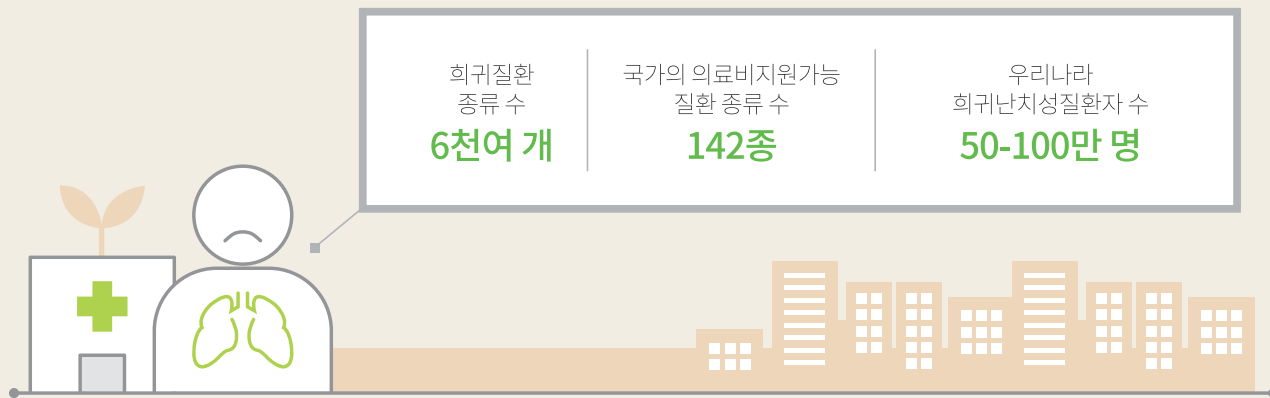 희귀질환
종류 수
6천여 개
국가의 의료비지원가능
질환 종류 수
142종
우리나라
희귀난치성질환자 수
50-100만 명